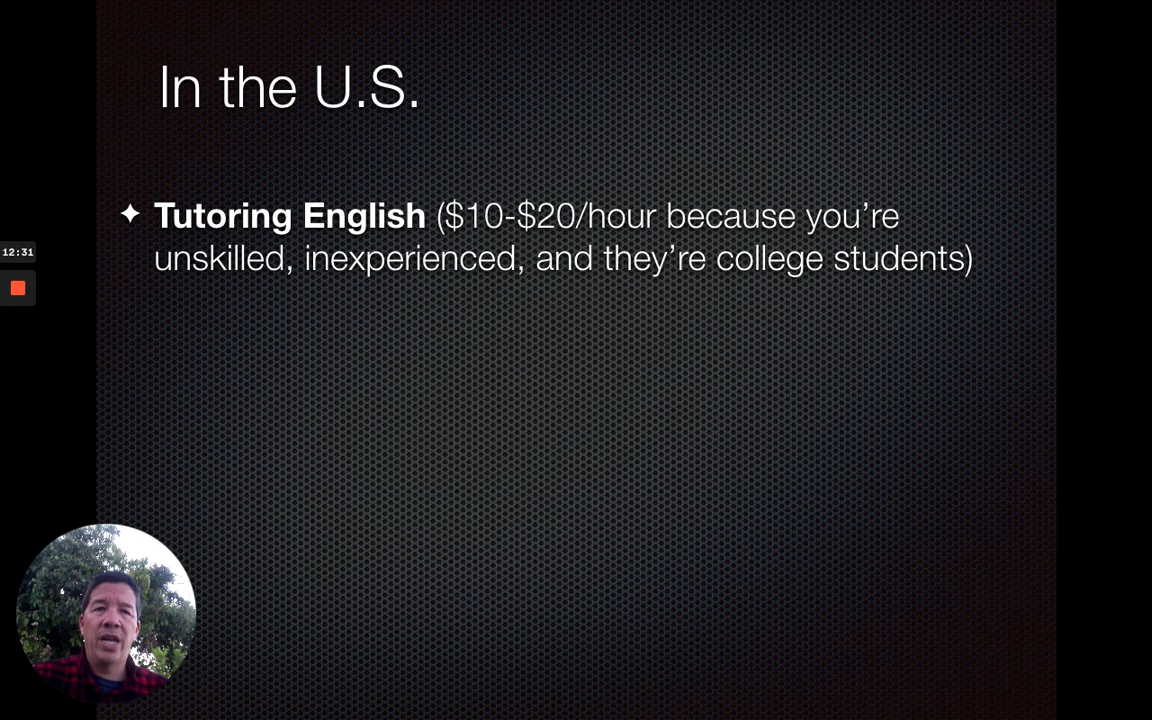 In the U.S.
✦ Tutoring English ($10-$20/hour because you’re
unskilled, inexperienced, and they’re college students)
12:31